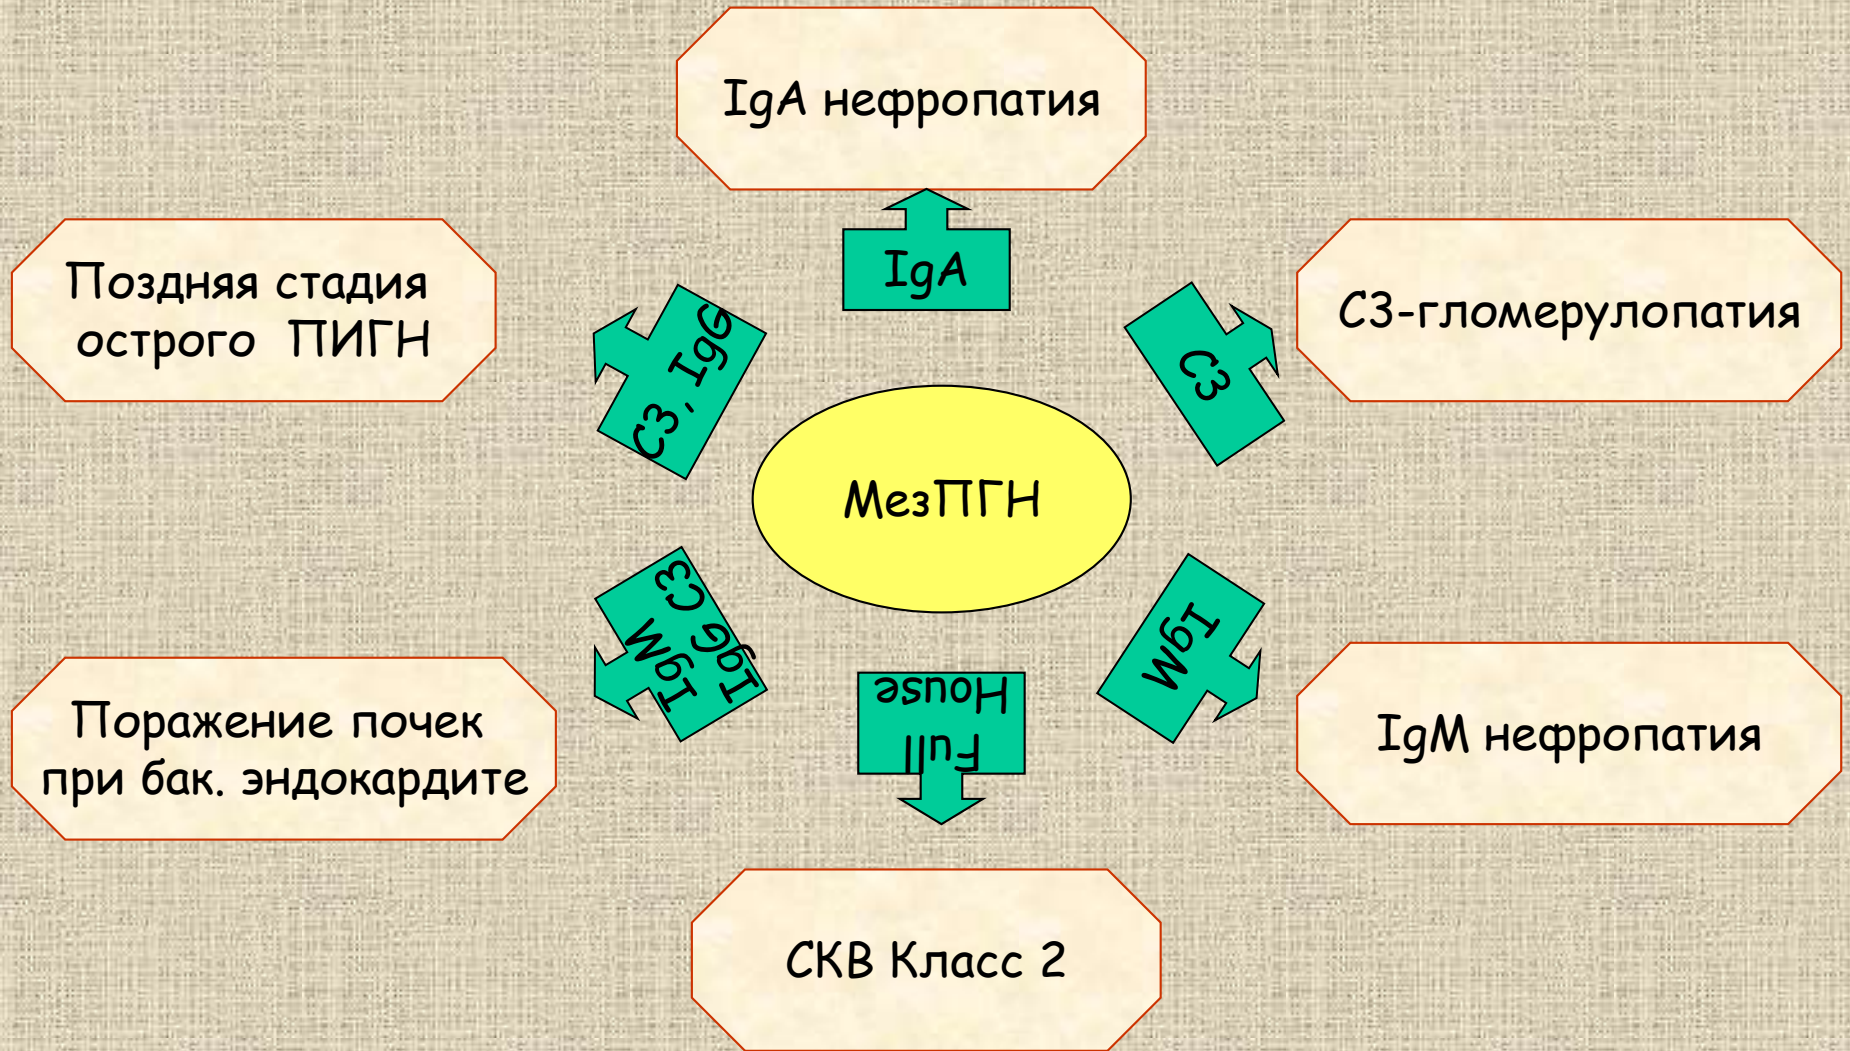 IgA нефропатия
IgA
Поздняя стадия
острого ПИГН
C3, IgG
C3
С3-гломерулопатия
МезПГН
IgG C3
IgM
Full
House
IgM
Поражение почек
при бак. эндокардите
IgM нефропатия
СКВ Класс 2